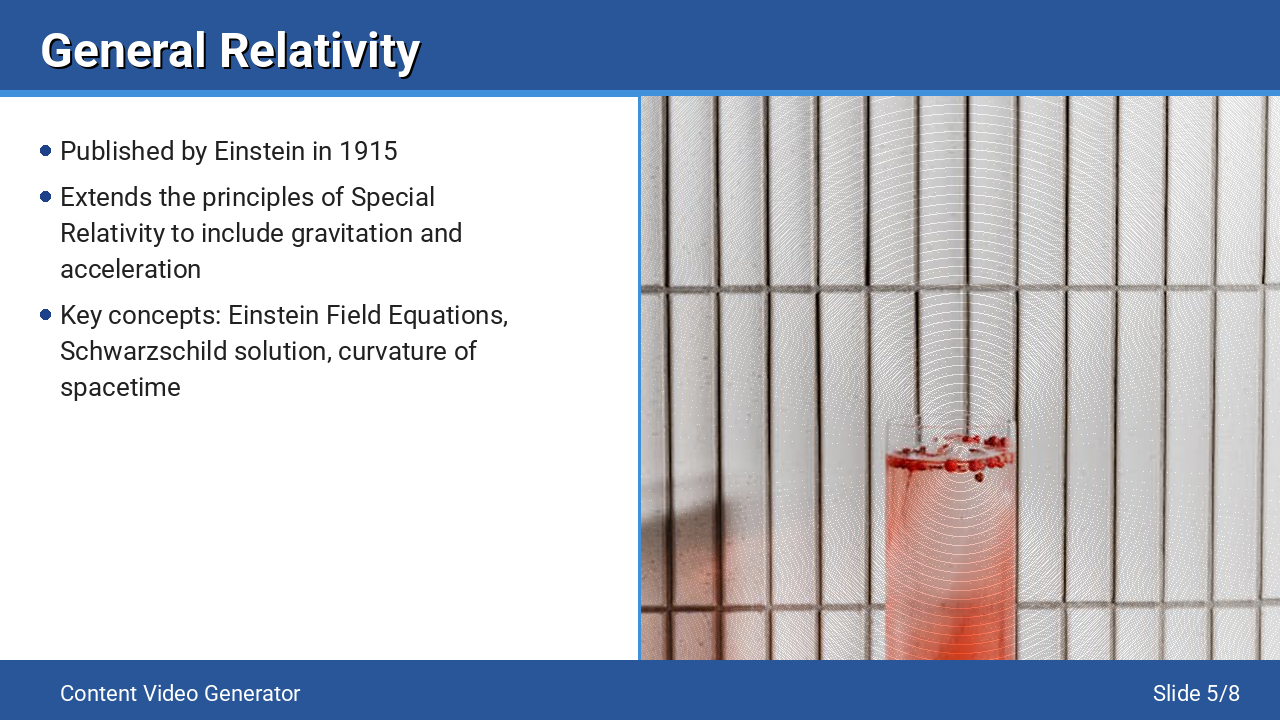 General Relativity
Published by Einstein in 1915
Extends the principles of Special
Relativity to include gravitation and
acceleration
Key concepts: Einstein Field Equations,
Schwarzschild solution, curvature of
spacetime
Content Video Generator
Slide 5/8